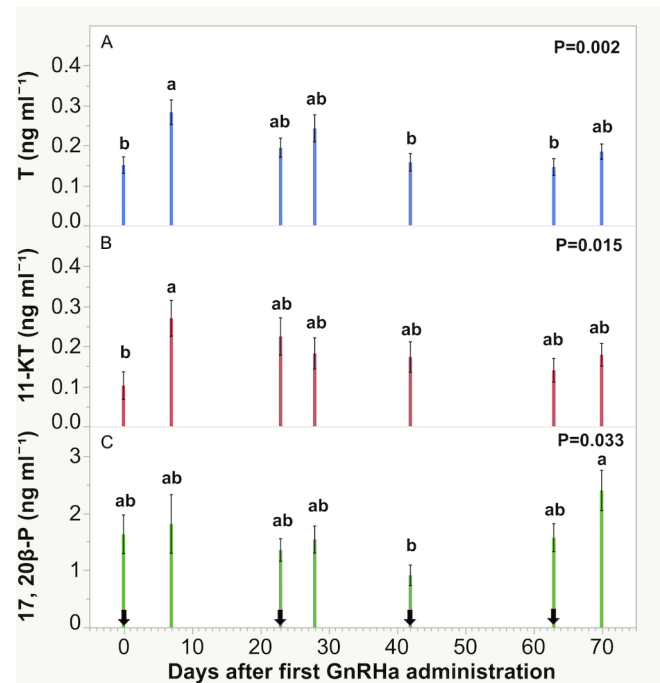 A
P=0.002
T (ng ml⁻¹)
0.4
0.3
0.2
0.1
0.0
b
a
ab
ab
b
b
ab
B
P=0.015
11-KT (ng ml⁻¹)
0.4
0.3
0.2
0.1
0.0
b
a
ab
ab
ab
ab
ab
C
P=0.033
17, 20β-P (ng ml⁻¹)
3
2
1
0
ab
ab
ab
ab
b
ab
a
0 10 20 30 40 50 60 70
Days after first GnRHa administration